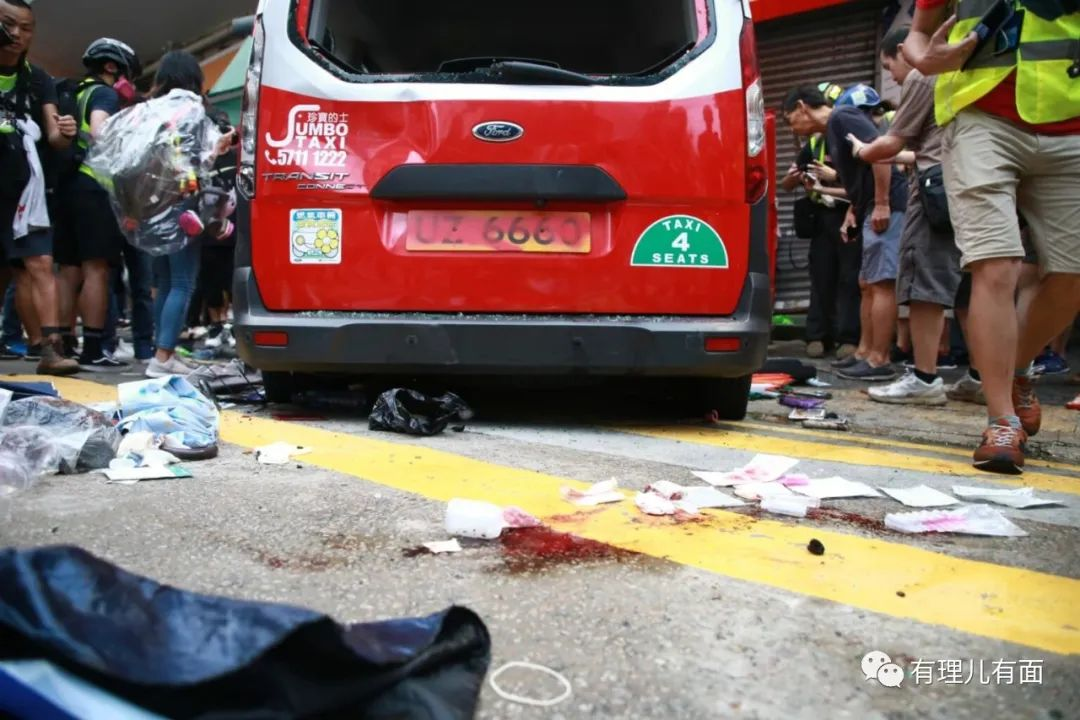 珍寶的士
JUMBO
TAXI
5711 1222
TRANSIT
CONNECT
Ford
UZ 6660
TAXI
4
SEATS
有理儿有面